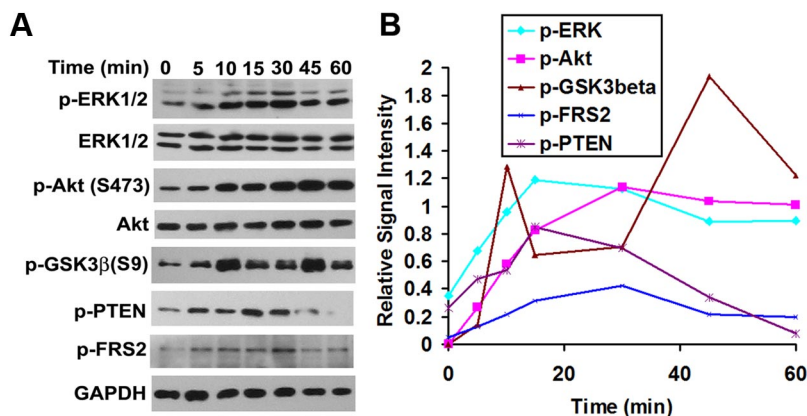 A
Time (min) 0 5 10 15 30 45 60
p-ERK1/2
ERK1/2
p-Akt (S473)
Akt
p-GSK3β(S9)
p-PTEN
p-FRS2
GAPDH
B
p-ERK
p-Akt
p-GSK3beta
p-FRS2
p-PTEN
Relative Signal Intensity
2
1.8
1.6
1.4
1.2
1
0.8
0.6
0.4
0.2
0
0 20 40 60
Time (min)